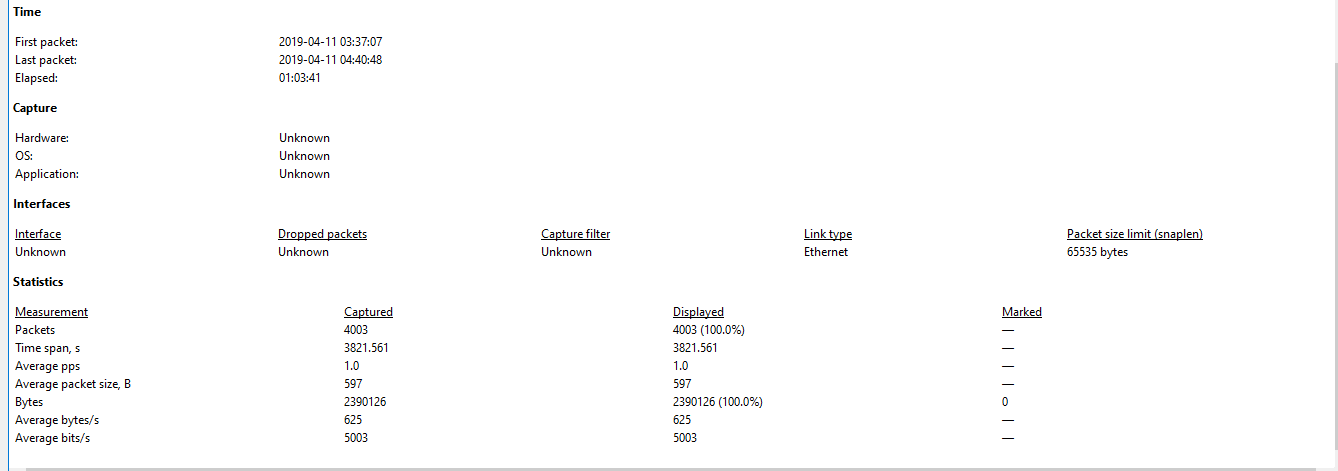 Time
First packet: 2019-04-11 03:37:07
Last packet: 2019-04-11 04:40:48
Elapsed: 01:03:41
Capture
Hardware: Unknown
OS: Unknown
Application: Unknown
Interfaces
Interface Dropped packets Capture filter Link type Packet size limit (snaplen)
Unknown Unknown Unknown Ethernet 65535 bytes
Statistics
Measurement Captured Displayed Marked
Packets 4003 4003 (100.0%) —
Time span, s 3821.561 3821.561 —
Average pps 1.0 1.0 —
Average packet size, B 597 597 —
Bytes 2390126 2390126 (100.0%) 0
Average bytes/s 625 625 —
Average bits/s 5003 5003 —